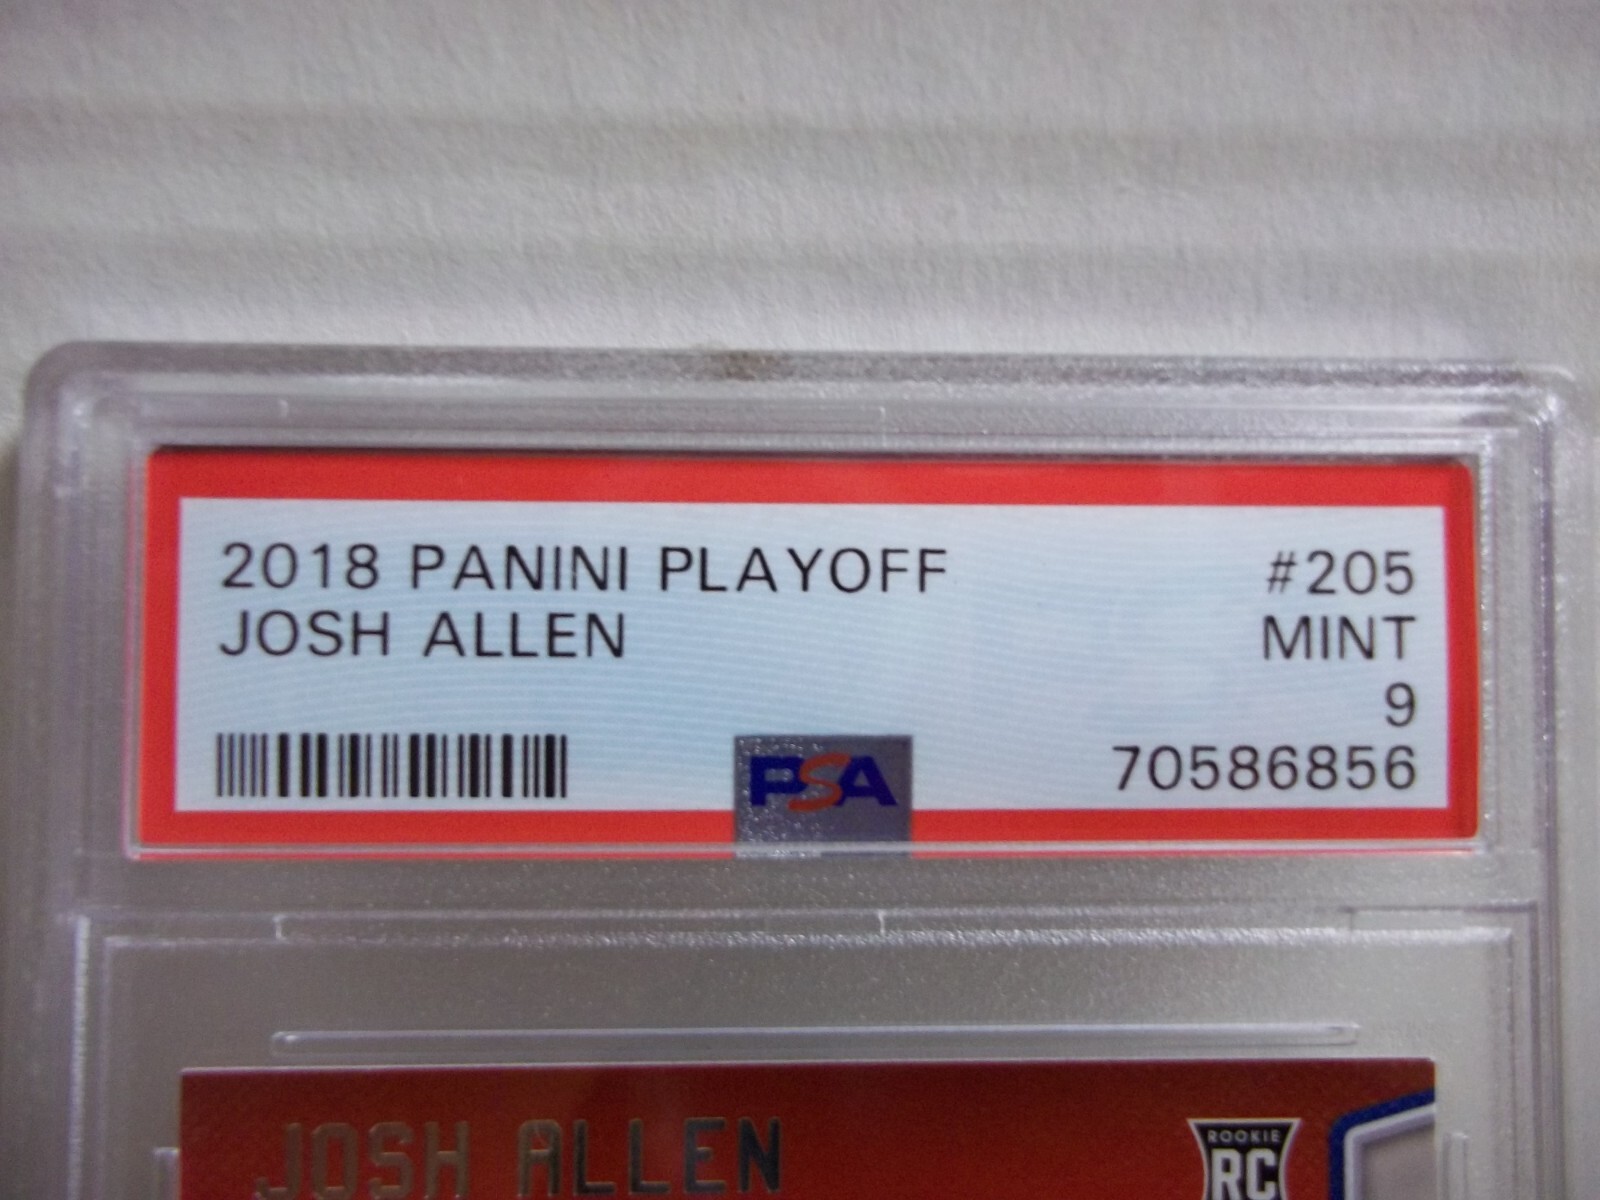 2018 PANINI PLAYOFF #205
JOSH ALLEN MINT
9
PSA 70586856
JOSH ALLEN
ROOKIE
RC